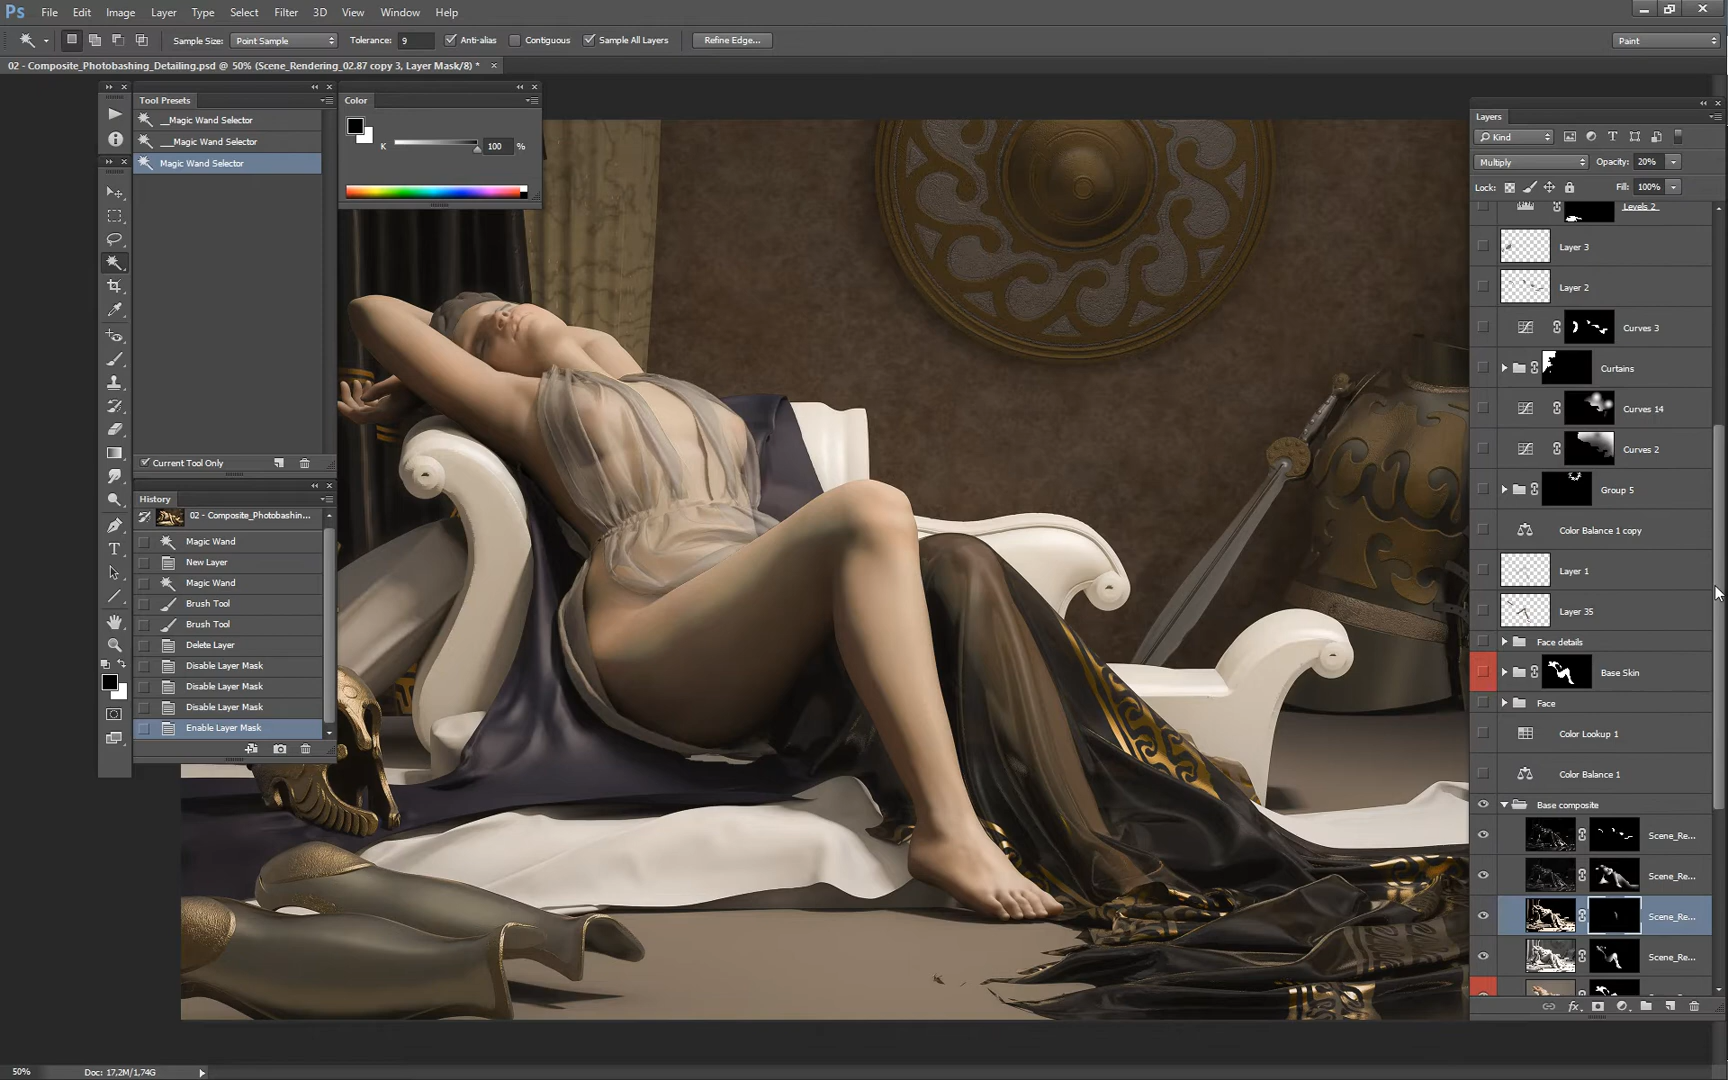 Ps File Edit Image Layer Type Select Filter 3D View Window Help
Sample Size: Point Sample Tolerance: 9 Anti-alias Contiguous Sample All Layers Refine Edge... Paint
02 - Composite_Photobashing_Detailing.psd @ 50% (Scene_Rendering_02.87 copy 3, Layer Mask/8) *
Tool Presets
__Magic Wand Selector
___Magic Wand Selector
Magic Wand Selector
Current Tool Only
History
02 - Composite_Photobashin...
Magic Wand
New Layer
Magic Wand
Brush Tool
Brush Tool
Delete Layer
Disable Layer Mask
Disable Layer Mask
Disable Layer Mask
Enable Layer Mask
Color
K 100 %
Layers
Kind
Multiply Opacity: 20%
Lock: Fill: 100%
Levels 2
Layer 3
Layer 2
Curves 3
Curtains
Curves 14
Curves 2
Group 5
Color Balance 1 copy
Layer 1
Layer 35
Face details
Base Skin
Face
Color Lookup 1
Color Balance 1
Base composite
Scene_Re...
Scene_Re...
Scene_Re...
Scene_Re...
fx
50% Doc: 17,2M/1,74G